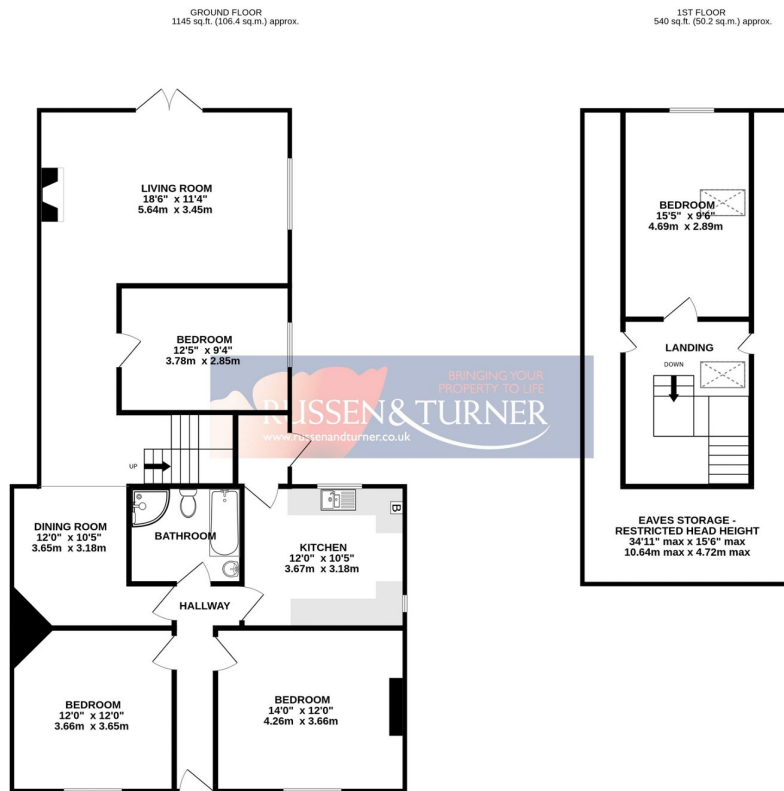 GROUND FLOOR
1145 sq.ft. (106.4 sq.m.) approx.
1ST FLOOR
540 sq.ft. (50.2 sq.m.) approx.
LIVING ROOM
18'6" x 11'4"
5.64m x 3.45m
BEDROOM
15'5" x 9'6"
4.69m x 2.89m
BEDROOM
12'5" x 9'4"
3.78m x 2.85m
LANDING
DOWN
BRINGING YOUR
PROPERTY TO LIFE
RUSSEN & TURNER
www.russenandturner.co.uk
UP
DINING ROOM
12'0" x 10'5"
3.65m x 3.18m
BATHROOM
KITCHEN
12'0" x 10'5"
3.67m x 3.18m
B
HALLWAY
EAVES STORAGE -
RESTRICTED HEAD HEIGHT
34'11" max x 15'6" max
10.64m max x 4.72m max
BEDROOM
12'0" x 12'0"
3.66m x 3.65m
BEDROOM
14'0" x 12'0"
4.26m x 3.66m